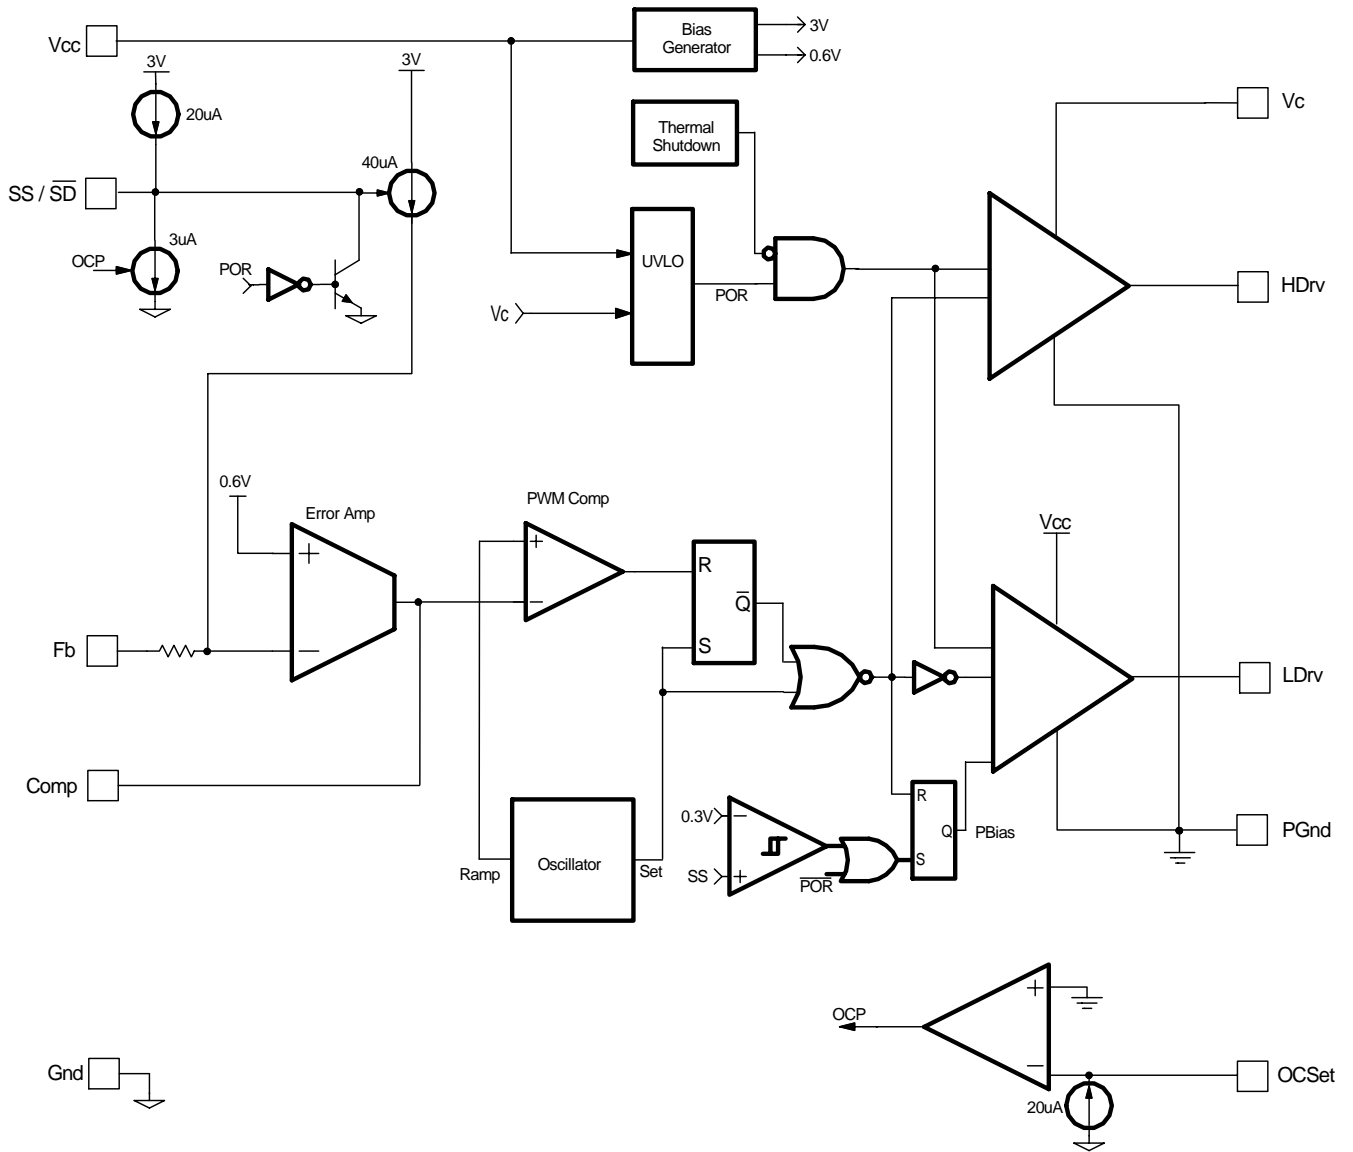 Vcc
Bias
Generator
3V
0.6V
3V
3V
20uA
Vc
Thermal
Shutdown
40uA
SS / S̅D̅
3uA
OCP
POR
UVLO
POR
Vc
HDrv
0.6V
Error Amp
PWM Comp
+
−
+
−
Vcc
R
Q̅
S
Fb
LDrv
Comp
R
Q
S
PBias
0.3V
−
SS
+
P̅O̅R̅
PGnd
Ramp
Oscillator
Set
OCP
+
−
Gnd
OCSet
20uA